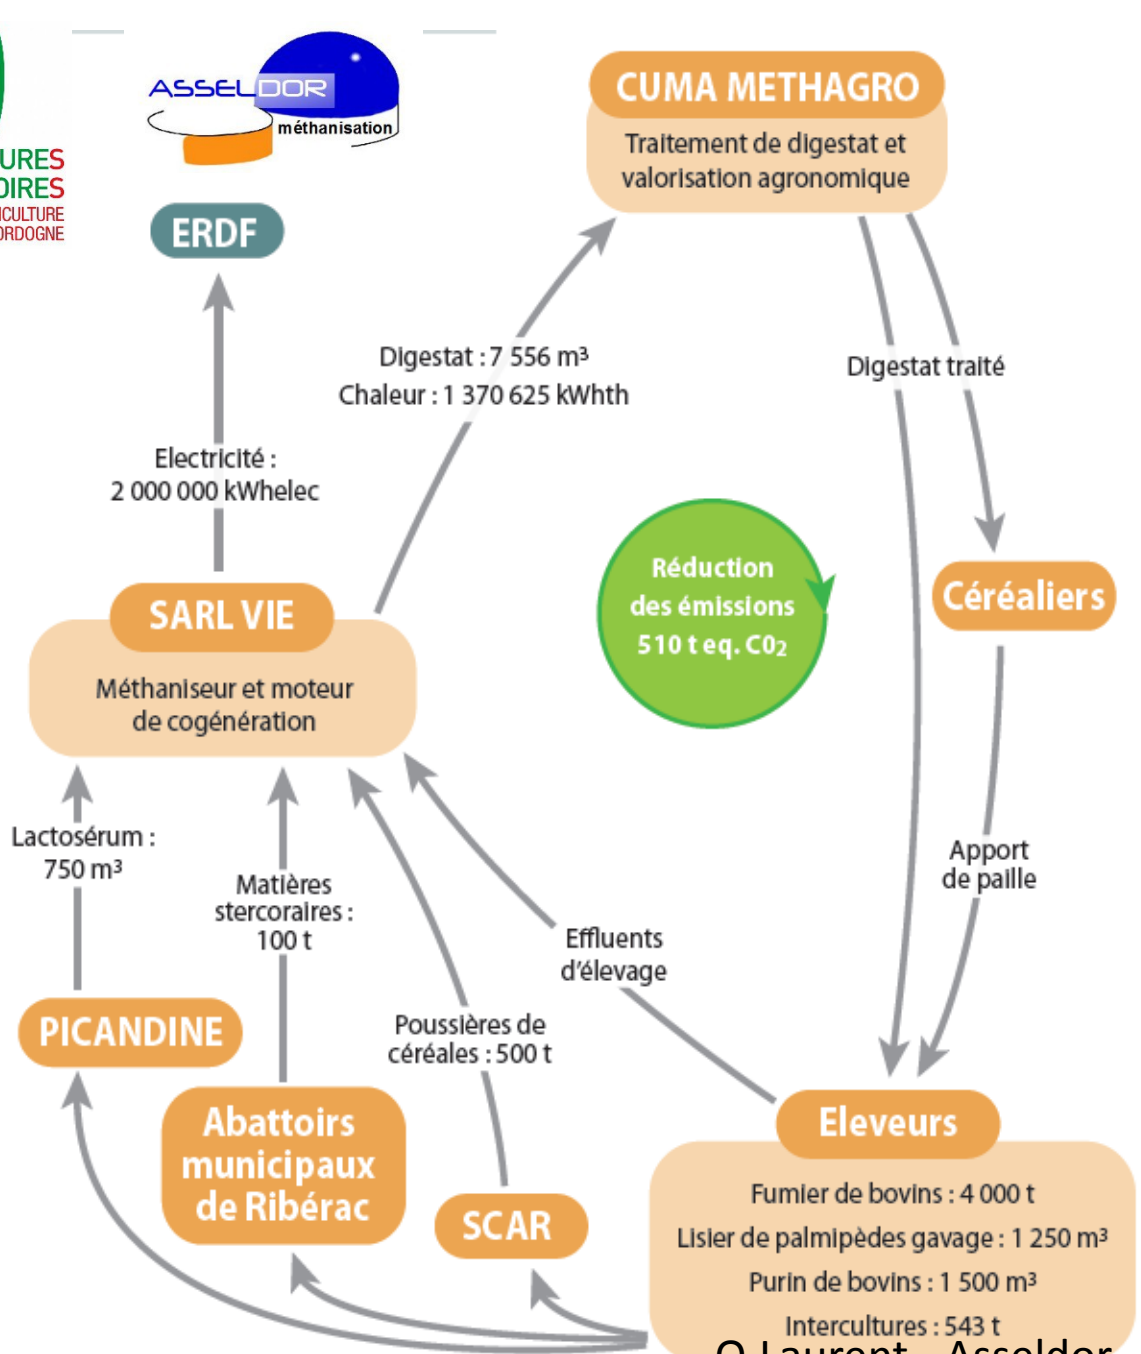 URES
OIRES
ICULTURE
ORDOGNE
ASSELDOR
méthanisation
CUMA METHAGRO
Traitement de digestat et
valorisation agronomique
ERDF
Digestat : 7 556 m³
Chaleur : 1 370 625 kWhth
Digestat traité
Electricité :
2 000 000 kWhelec
Réduction
des émissions
510 t eq. C02
Céréaliers
SARL VIE
Méthaniseur et moteur
de cogénération
Lactosérum :
750 m³
Matières
stercoraires :
100 t
Apport
de paille
Effluents
d’élevage
Poussières de
céréales : 500 t
PICANDINE
Abattoirs
municipaux
de Ribérac
SCAR
Eleveurs
Fumier de bovins : 4 000 t
Lisier de palmipèdes gavage : 1 250 m³
Purin de bovins : 1 500 m³
Intercultures : 543 t
O Laurent - Asseldor